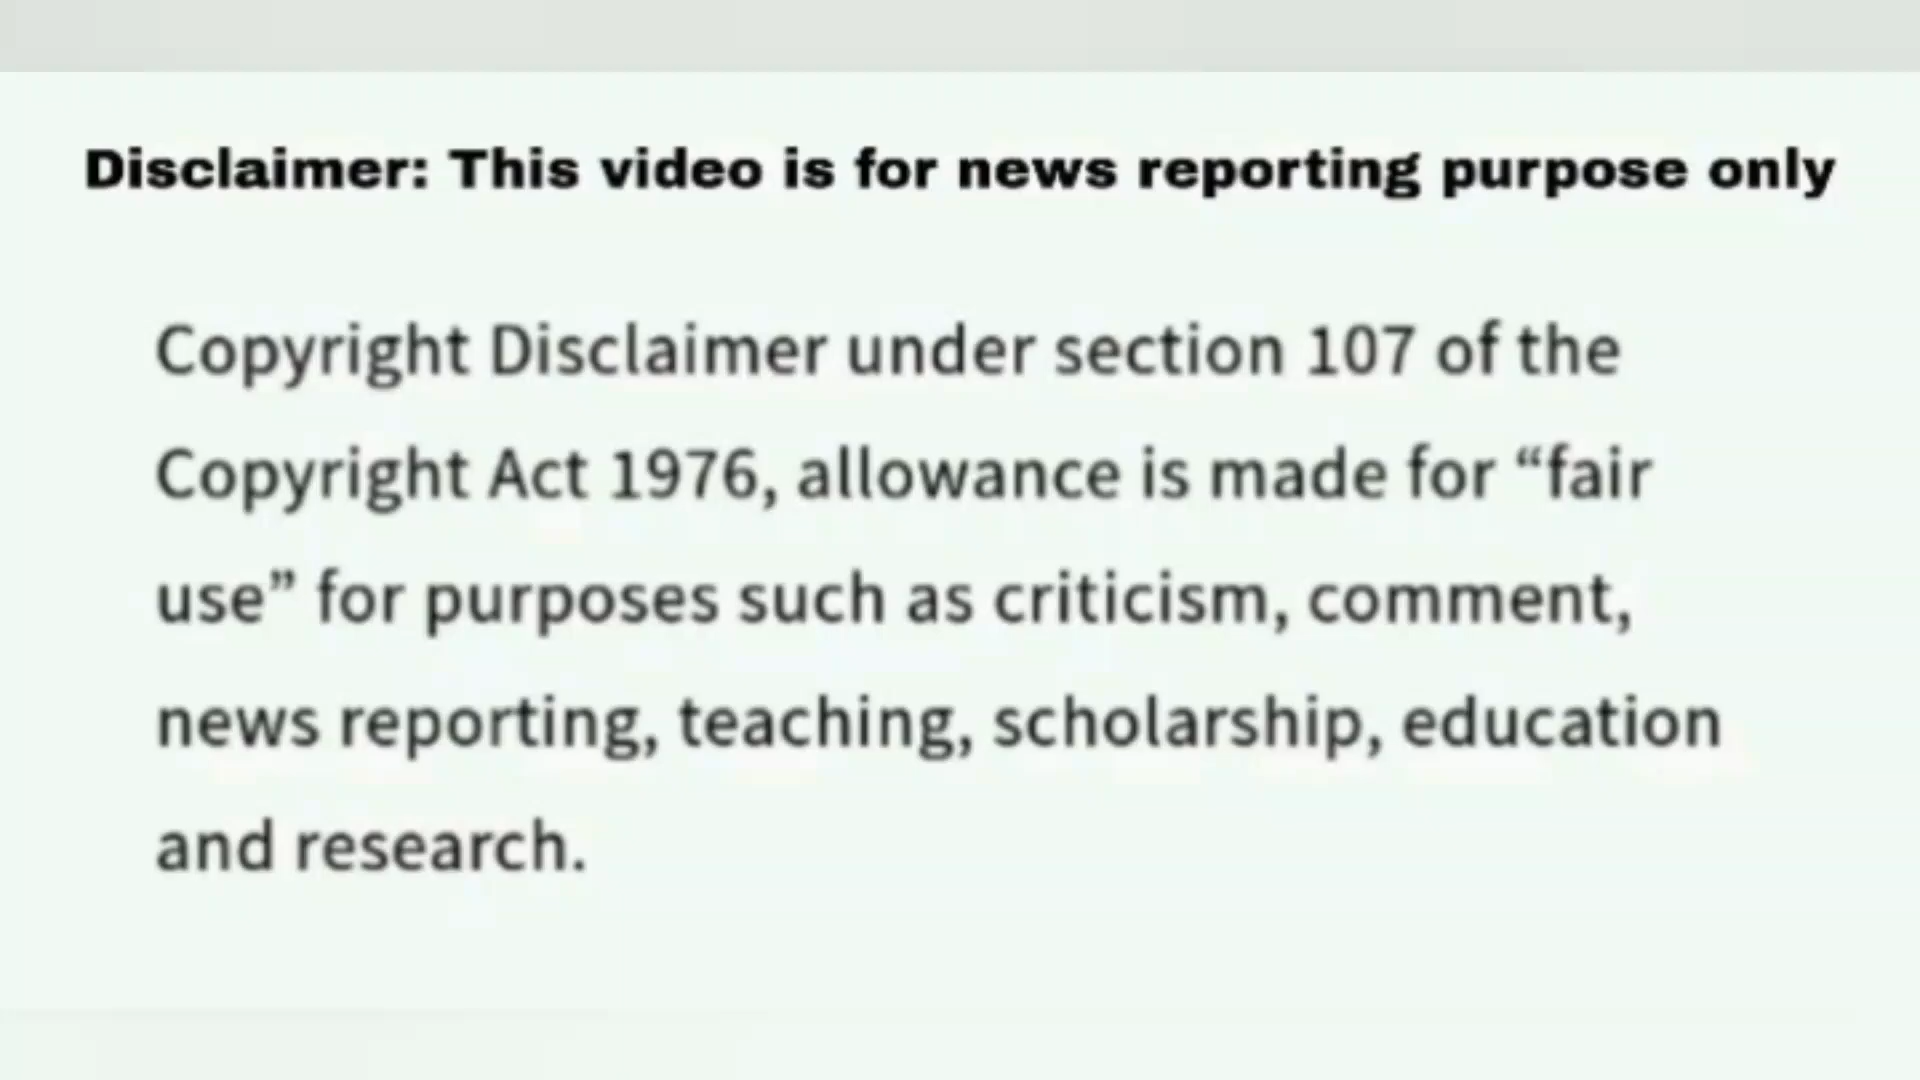 Disclaimer: This video is for news reporting purpose only
Copyright Disclaimer under section 107 of the
Copyright Act 1976, allowance is made for “fair
use” for purposes such as criticism, comment,
news reporting, teaching, scholarship, education
and research.